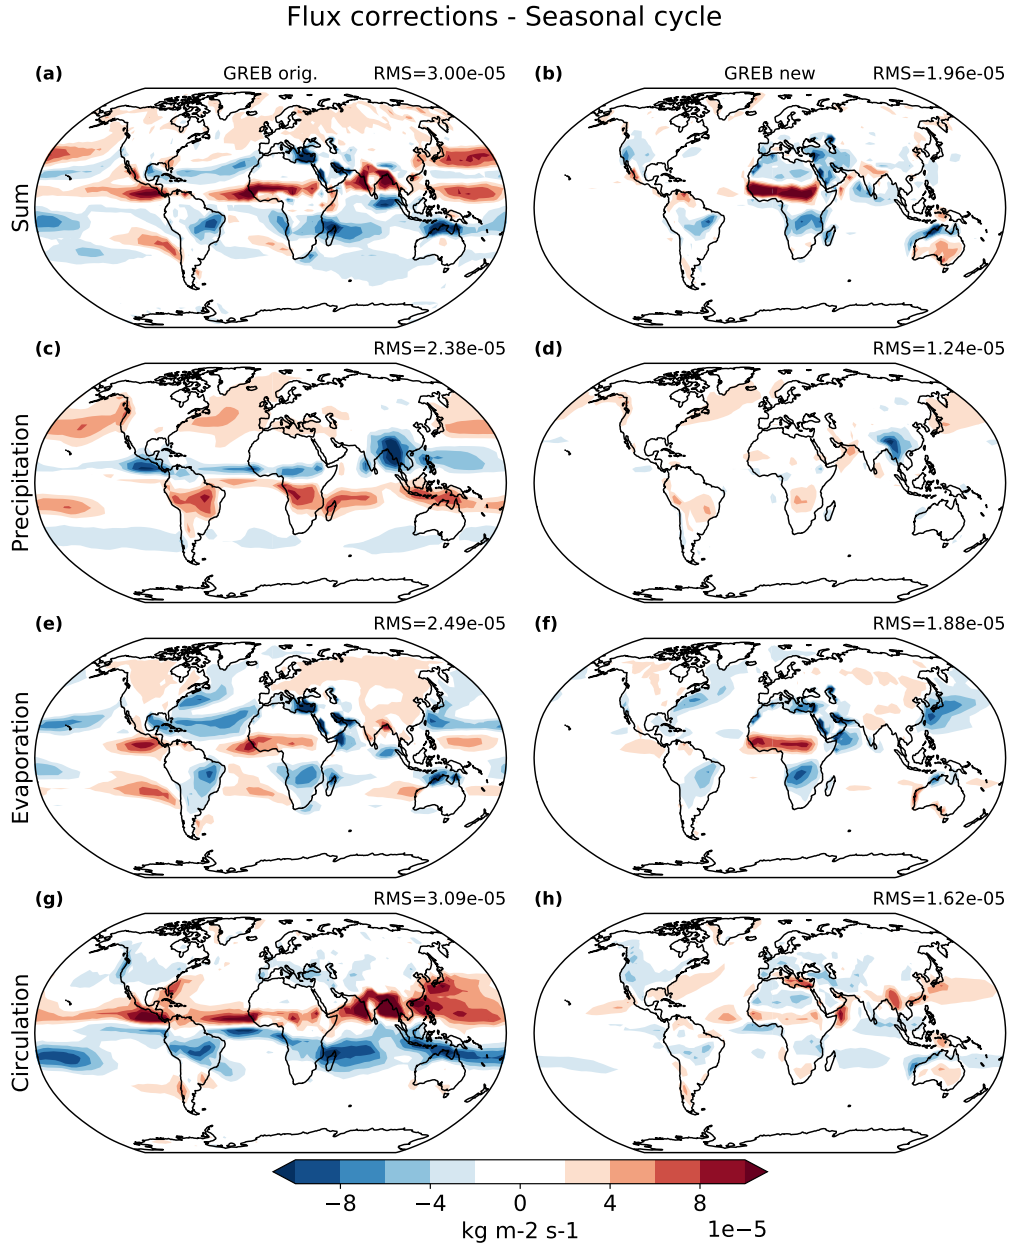 Flux corrections - Seasonal cycle
(a) GREB orig. RMS=3.00e-05
(b) GREB new RMS=1.96e-05
Sum
(c) RMS=2.38e-05
(d) RMS=1.24e-05
Precipitation
(e) RMS=2.49e-05
(f) RMS=1.88e-05
Evaporation
(g) RMS=3.09e-05
(h) RMS=1.62e-05
Circulation
−8 −4 0 4 8
kg m-2 s-1 1e−5